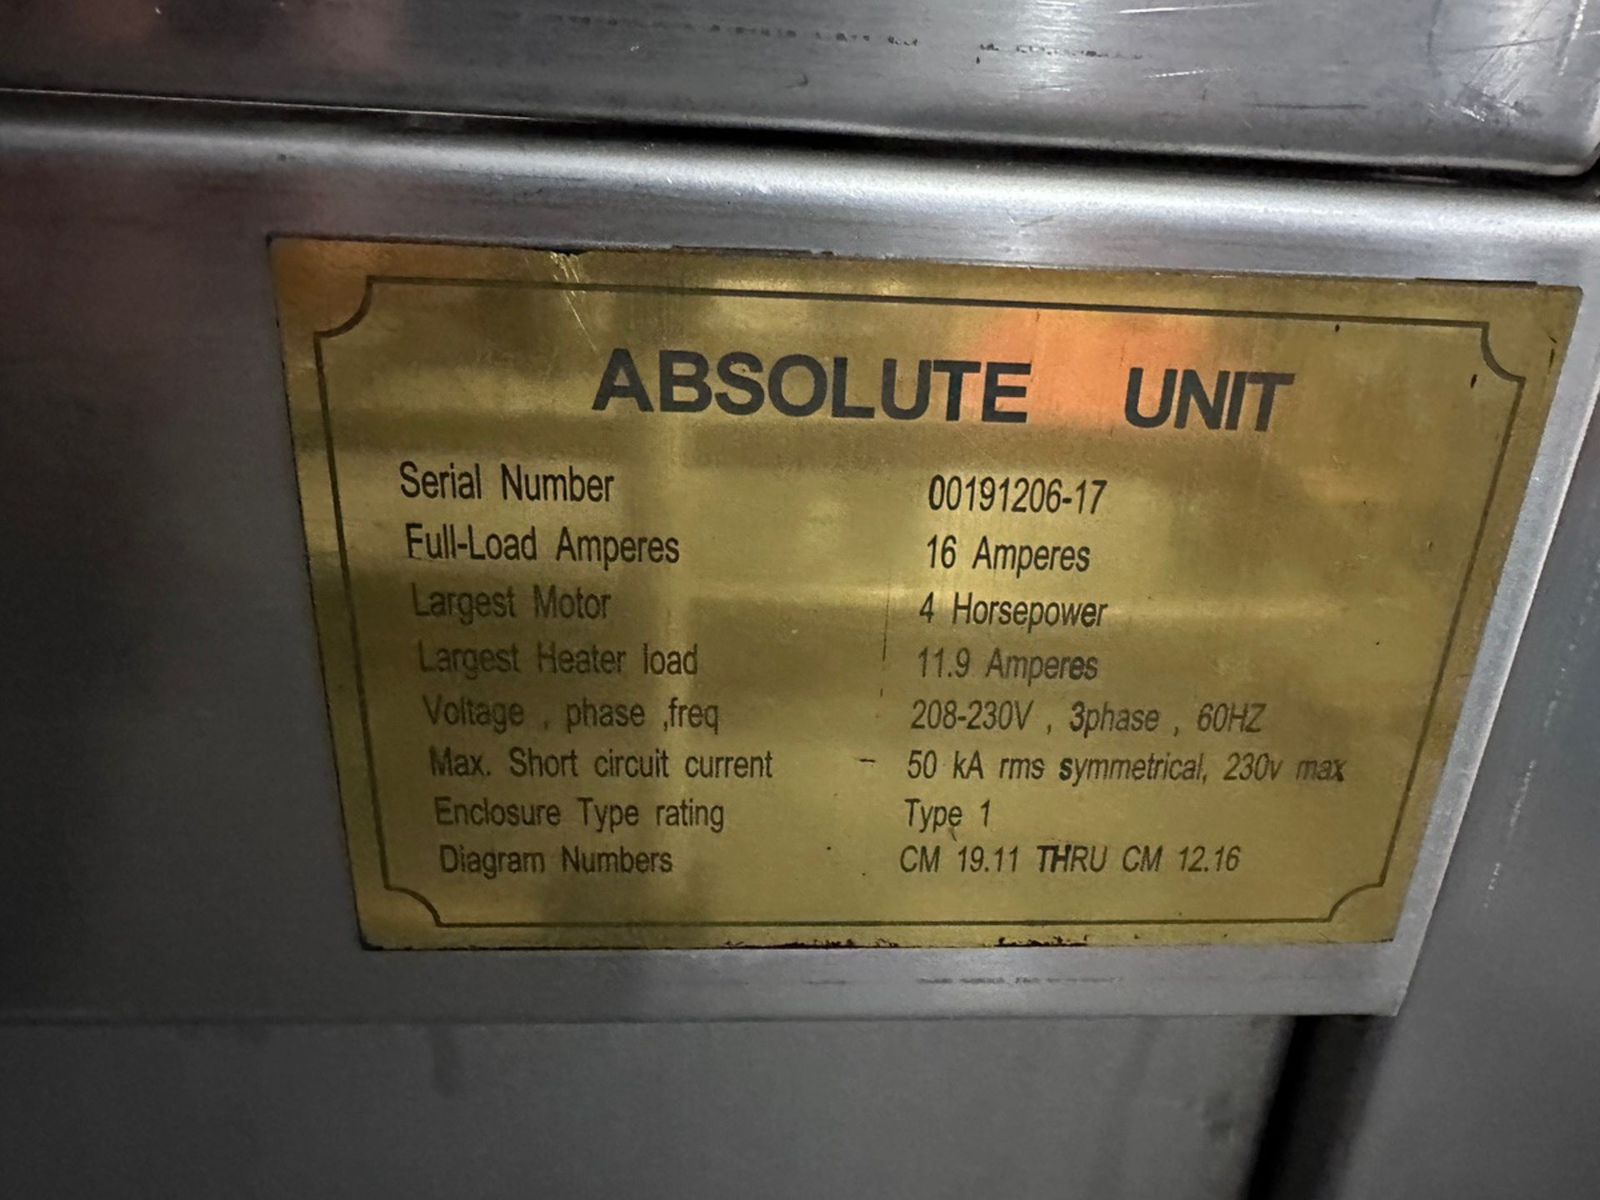 ABSOLUTE UNIT
Serial Number 00191206-17
Full-Load Amperes 16 Amperes
Largest Motor 4 Horsepower
Largest Heater load 11.9 Amperes
Voltage , phase ,freq 208-230V , 3phase , 60HZ
Max. Short circuit current - 50 kA rms symmetrical, 230v max
Enclosure Type rating Type 1
Diagram Numbers CM 19.11 THRU CM 12.16